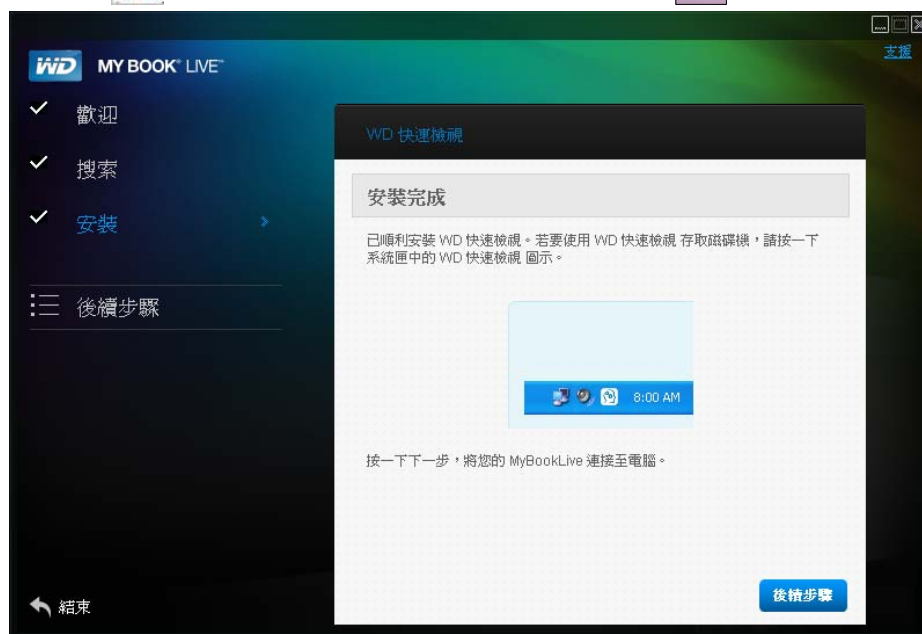 支援
WD MY BOOK® LIVE™
歡迎
搜索
安裝
後續步驟
結束
WD 快速檢視
安裝完成
已順利安裝 WD 快速檢視。若要使用 WD 快速檢視 存取磁碟機，請按一下
系統匣中的 WD 快速檢視 圖示。
8:00 AM
按一下下一步，將您的 MyBookLive 連接至電腦。
後續步驟